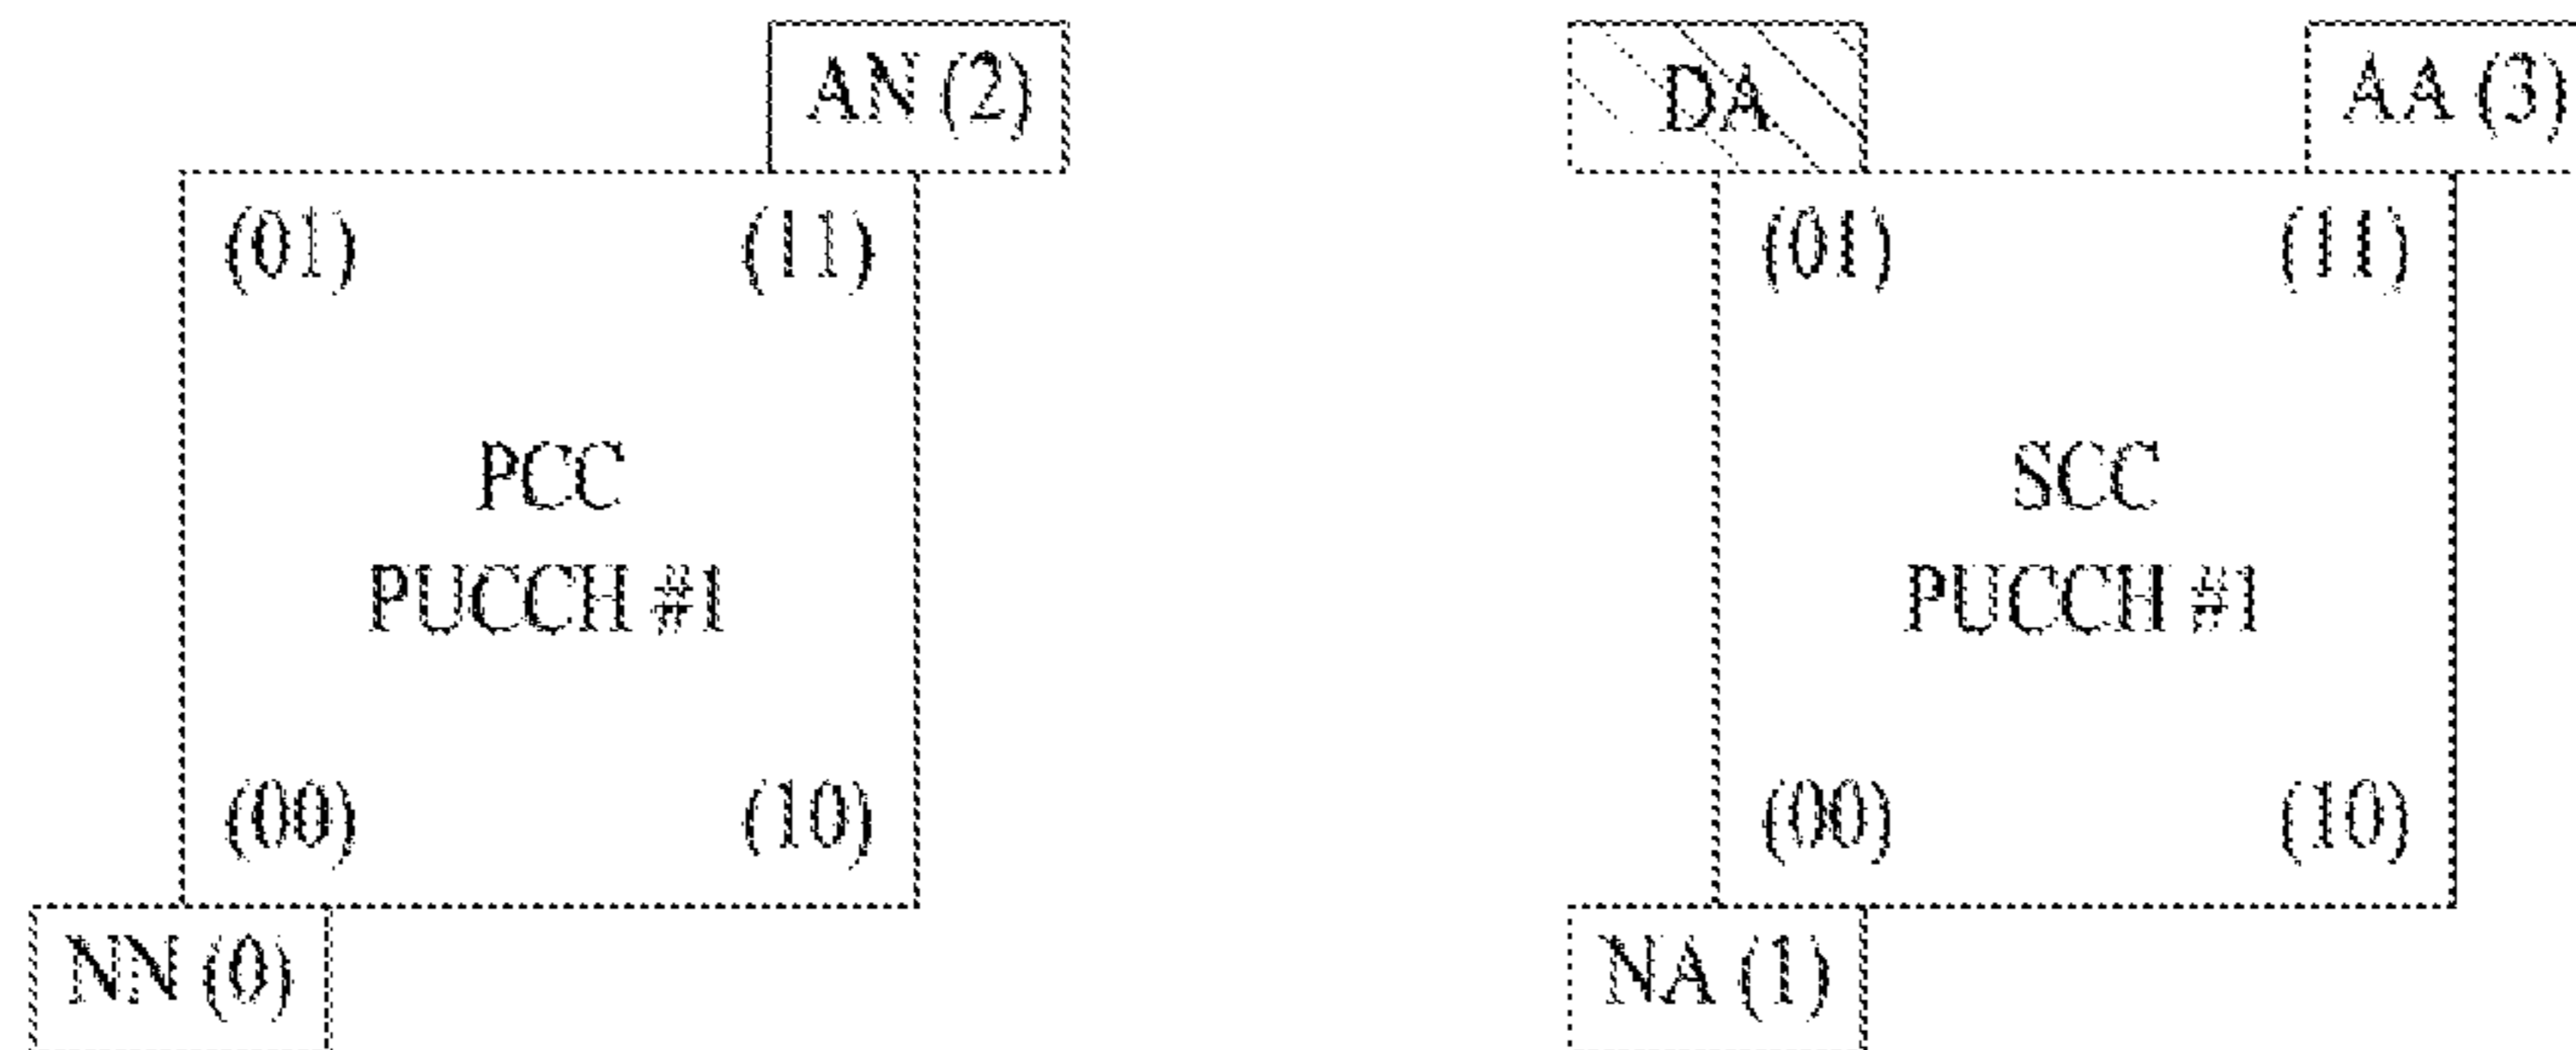 AN (2)
(01) (11)
PCC
PUCCH #1
(00) (10)
NN (0)
DA
AA (3)
(01) (11)
SCC
PUCCH #1
(00) (10)
NA (1)